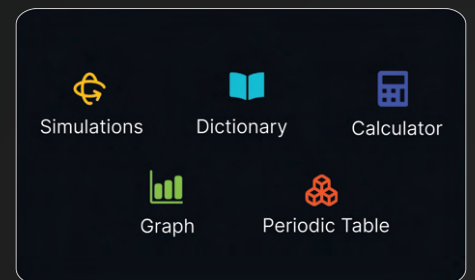 Simulations
Dictionary
Calculator
Graph
Periodic Table